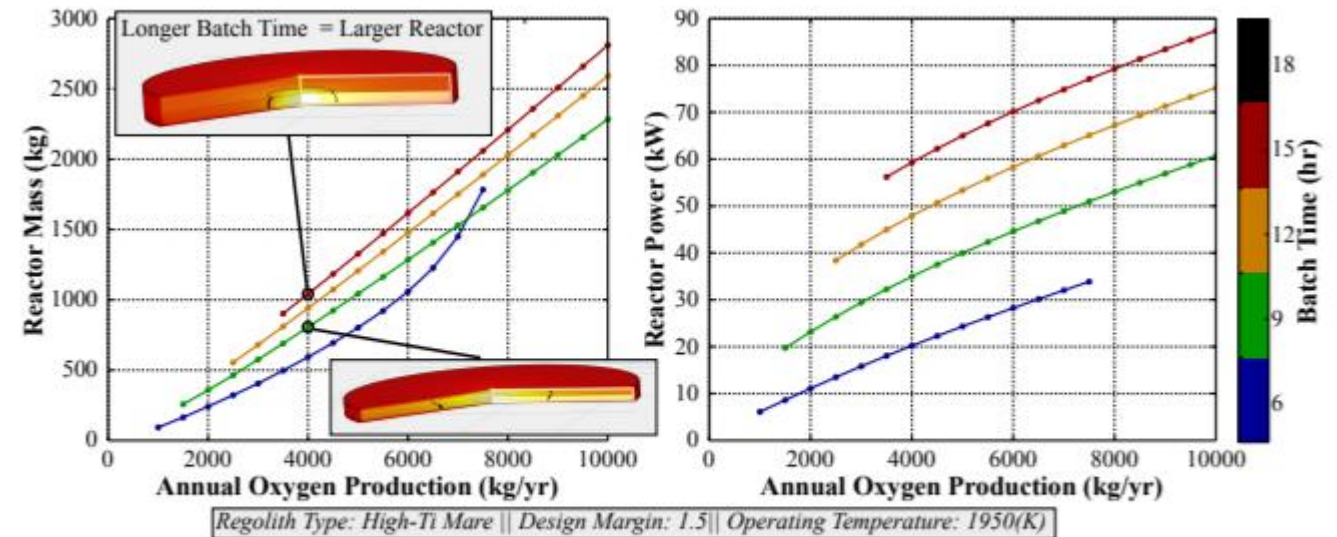 Longer Batch Time = Larger Reactor
Reactor Mass (kg)
3000
2500
2000
1500
1000
500
0
0 2000 4000 6000 8000 10000
Annual Oxygen Production (kg/yr)
Reactor Power (kW)
90
80
70
60
50
40
30
20
10
0
0 2000 4000 6000 8000 10000
Annual Oxygen Production (kg/yr)
18
15
12
9
6
Batch Time (hr)
Regolith Type: High-Ti Mare || Design Margin: 1.5|| Operating Temperature: 1950(K)